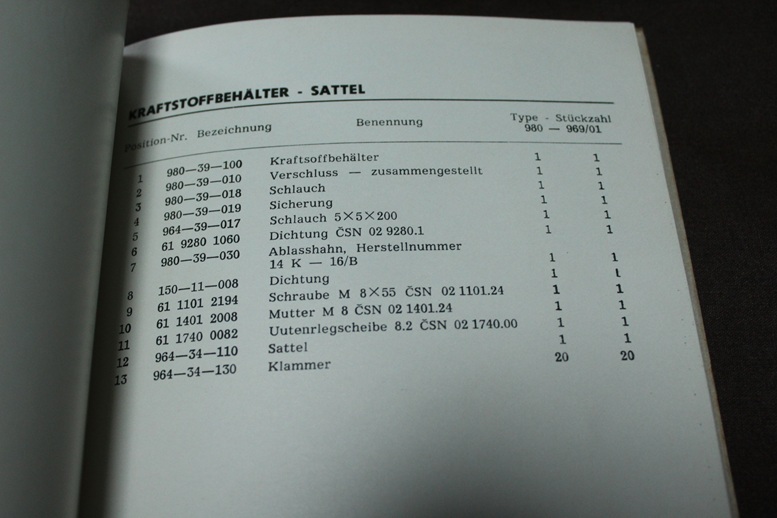 KRAFTSTOFFBEHÄLTER - SATTEL
Position-Nr. Bezeichnung Benennung Type - Stückzahl
980 — 969/01
1 980—39—100 Kraftsoffbehälter 1 1
2 980—39—010 Verschluss — zusammengestellt 1 1
3 980—39—018 Schlauch 1 1
4 980—39—019 Sicherung 1 1
5 964—39—017 Schlauch 5×5×200 1 1
6 61 9280 1060 Dichtung ČSN 02 9280.1 1 1
7 980—39—030 Ablasshahn, Herstellnummer
14 K — 16/B 1 1
8 150—11—008 Dichtung 1 1
9 61 1101 2194 Schraube M 8×55 ČSN 02 1101.24 1 1
10 61 1401 2008 Mutter M 8 ČSN 02 1401.24 1 1
11 61 1740 0082 Uutenrlegscheibe 8.2 ČSN 02 1740.00 1 1
12 964—34—110 Sattel 1 1
13 964—34—130 Klammer 20 20